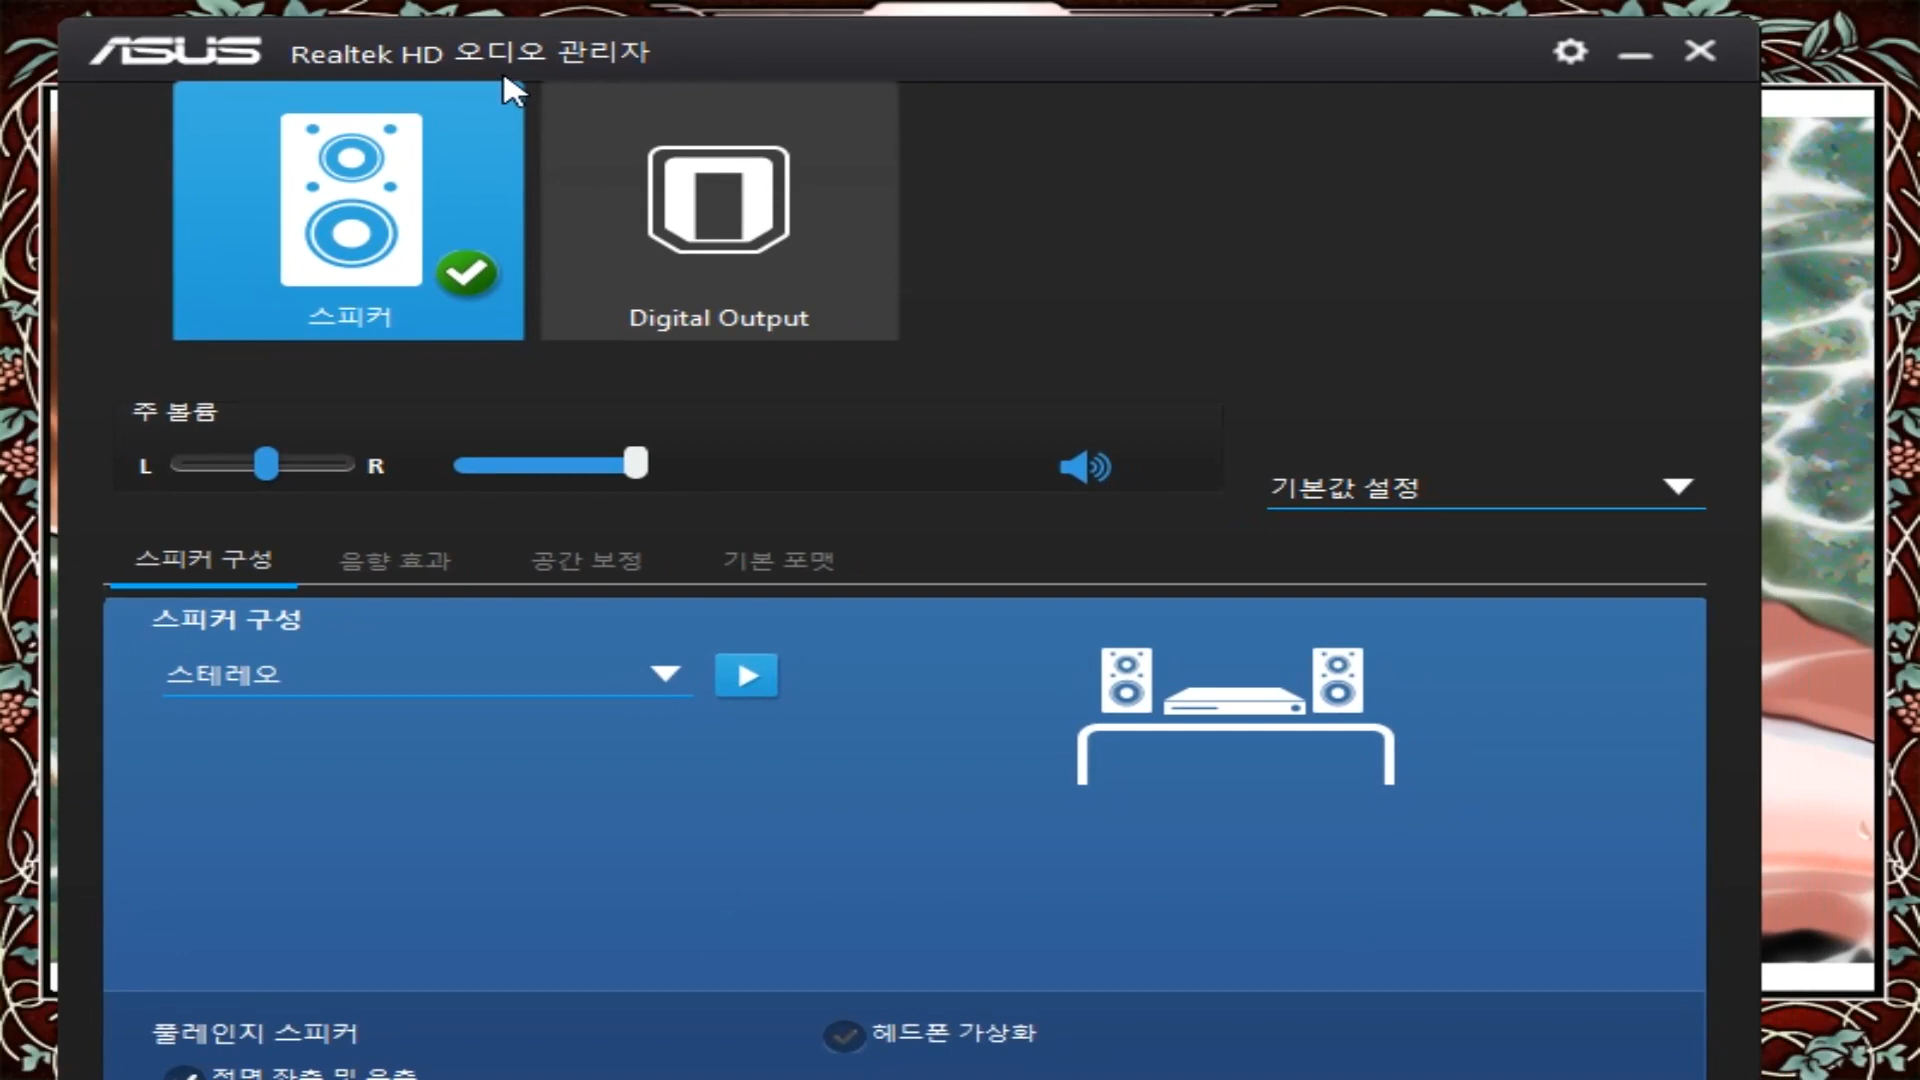 ASUS Realtek HD 오디오 관리자
스피커
Digital Output
주 볼륨
L R
기본값 설정
스피커 구성 음향 효과 공간 보정 기본 포맷
스피커 구성
스테레오
풀레인지 스피커
헤드폰 가상화